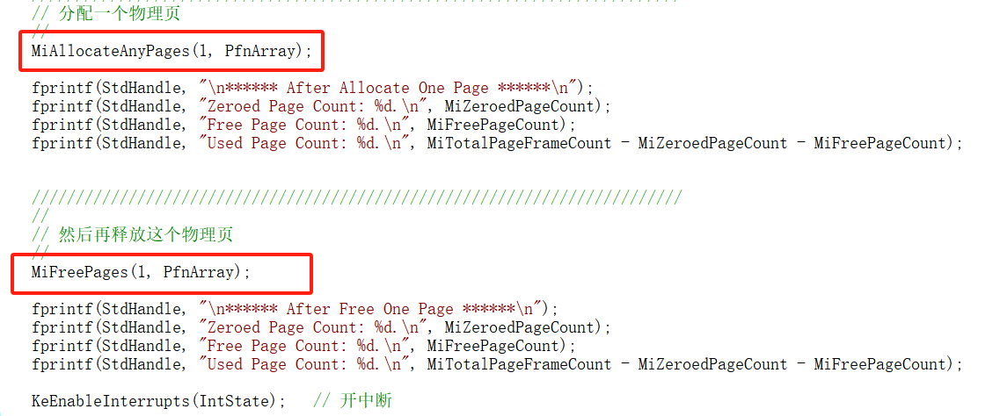 //////////////////////////////////////////////////////////////////////////
// 分配一个物理页
//
MiAllocateAnyPages(1, PfnArray);
fprintf(StdHandle, "\n****** After Allocate One Page ******\n");
fprintf(StdHandle, "Zeroed Page Count: %d.\n", MiZeroedPageCount);
fprintf(StdHandle, "Free Page Count: %d.\n", MiFreePageCount);
fprintf(StdHandle, "Used Page Count: %d.\n", MiTotalPageFrameCount - MiZeroedPageCount - MiFreePageCount);
//////////////////////////////////////////////////////////////////////////
//
// 然后再释放这个物理页
//
MiFreePages(1, PfnArray);
fprintf(StdHandle, "\n****** After Free One Page ******\n");
fprintf(StdHandle, "Zeroed Page Count: %d.\n", MiZeroedPageCount);
fprintf(StdHandle, "Free Page Count: %d.\n", MiFreePageCount);
fprintf(StdHandle, "Used Page Count: %d.\n", MiTotalPageFrameCount - MiZeroedPageCount - MiFreePageCount);
KeEnableInterrupts(IntState);   // 开中断